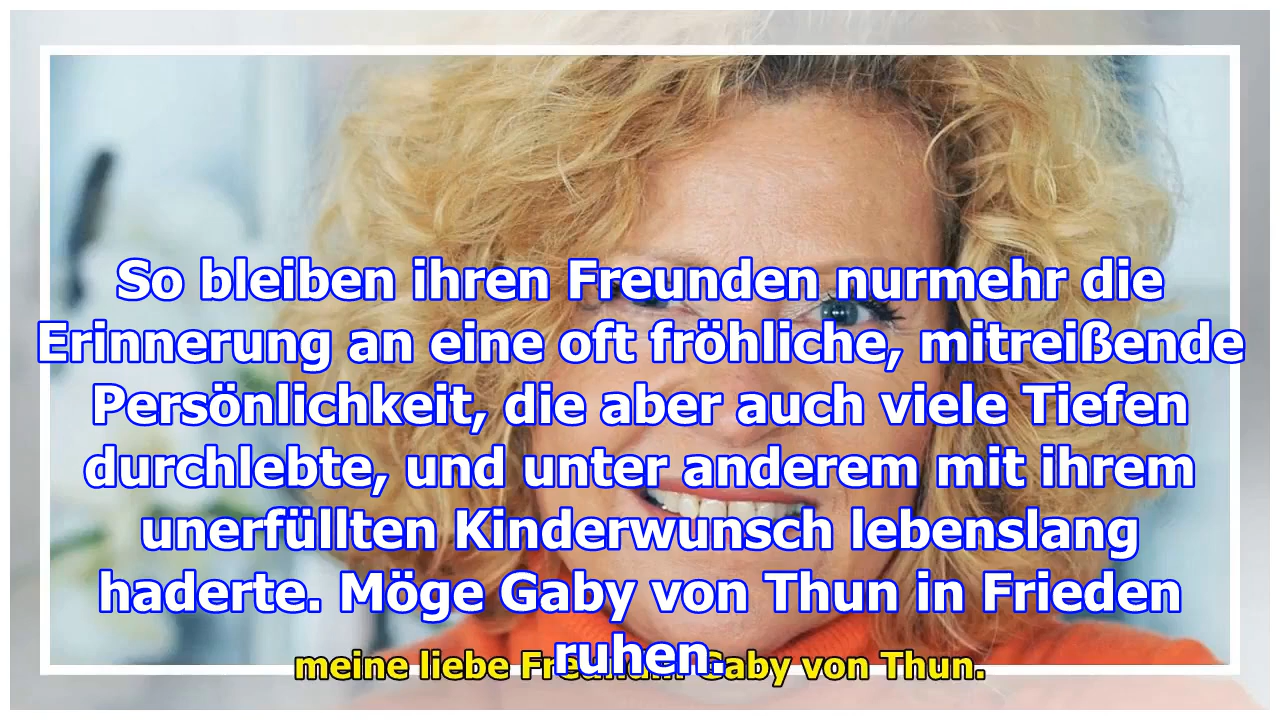 So bleiben ihren Freunden nurmehr die
Erinnerung an eine oft fröhliche, mitreißende
Persönlichkeit, die aber auch viele Tiefen
durchlebte, und unter anderem mit ihrem
unerfüllten Kinderwunsch lebenslang
haderte. Möge Gaby von Thun in Frieden
ruhen.
meine liebe Freundin Gaby von Thun.